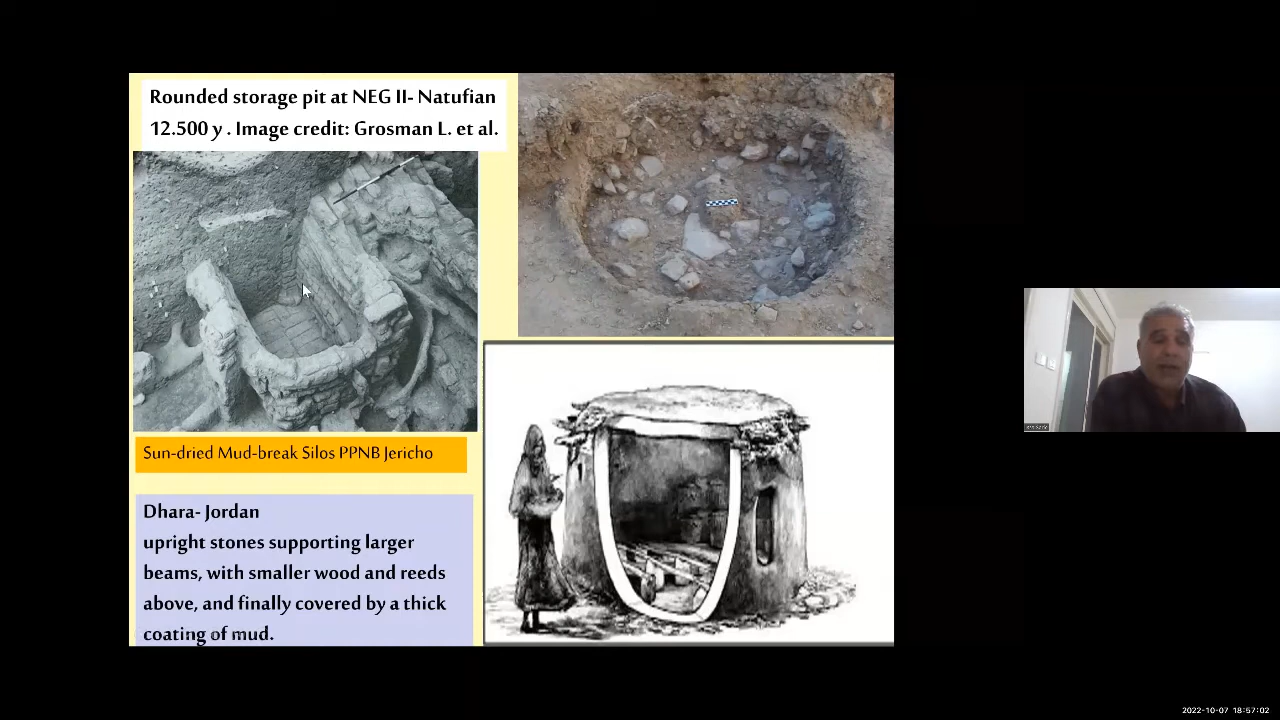 Rounded storage pit at NEG II- Natufian
12.500 y . Image credit: Grosman L. et al.
Sun-dried Mud-break Silos PPNB Jericho
Dhara- Jordan
upright stones supporting larger
beams, with smaller wood and reeds
above, and finally covered by a thick
coating of mud.
2022-10-07 18:57:02